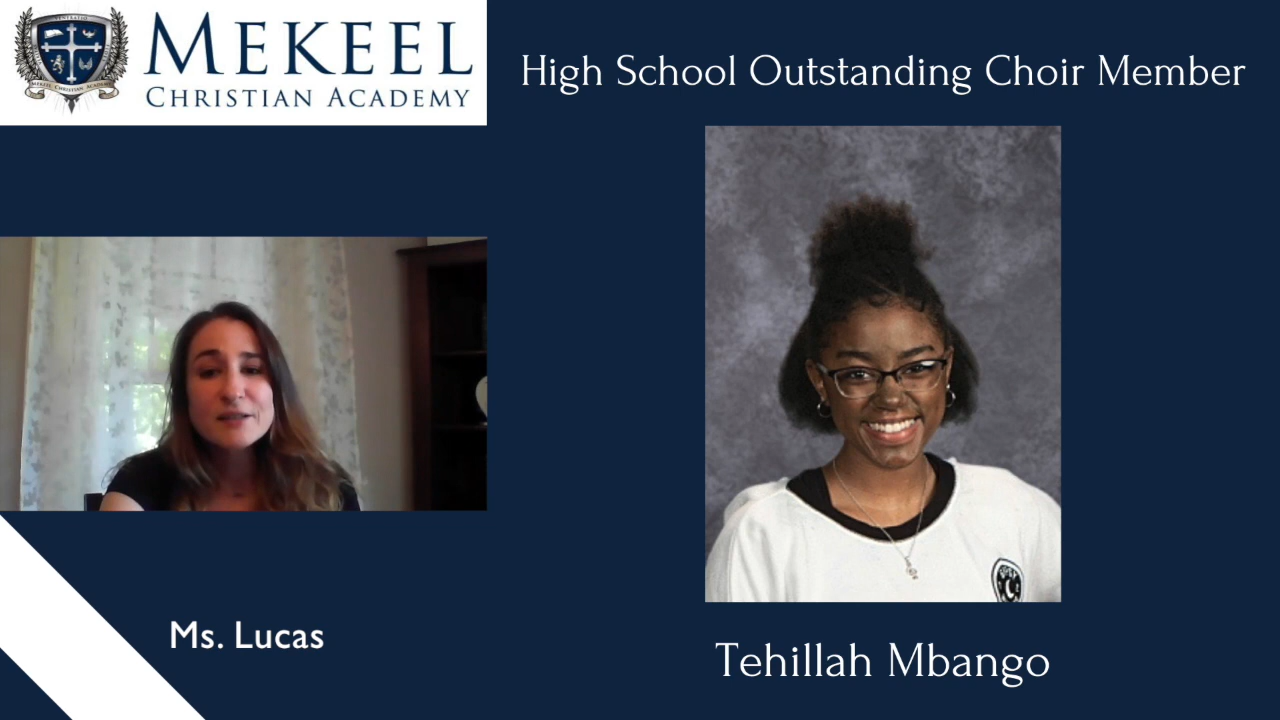 MEKEEL
CHRISTIAN ACADEMY
High School Outstanding Choir Member
Ms. Lucas
Tehillah Mbango